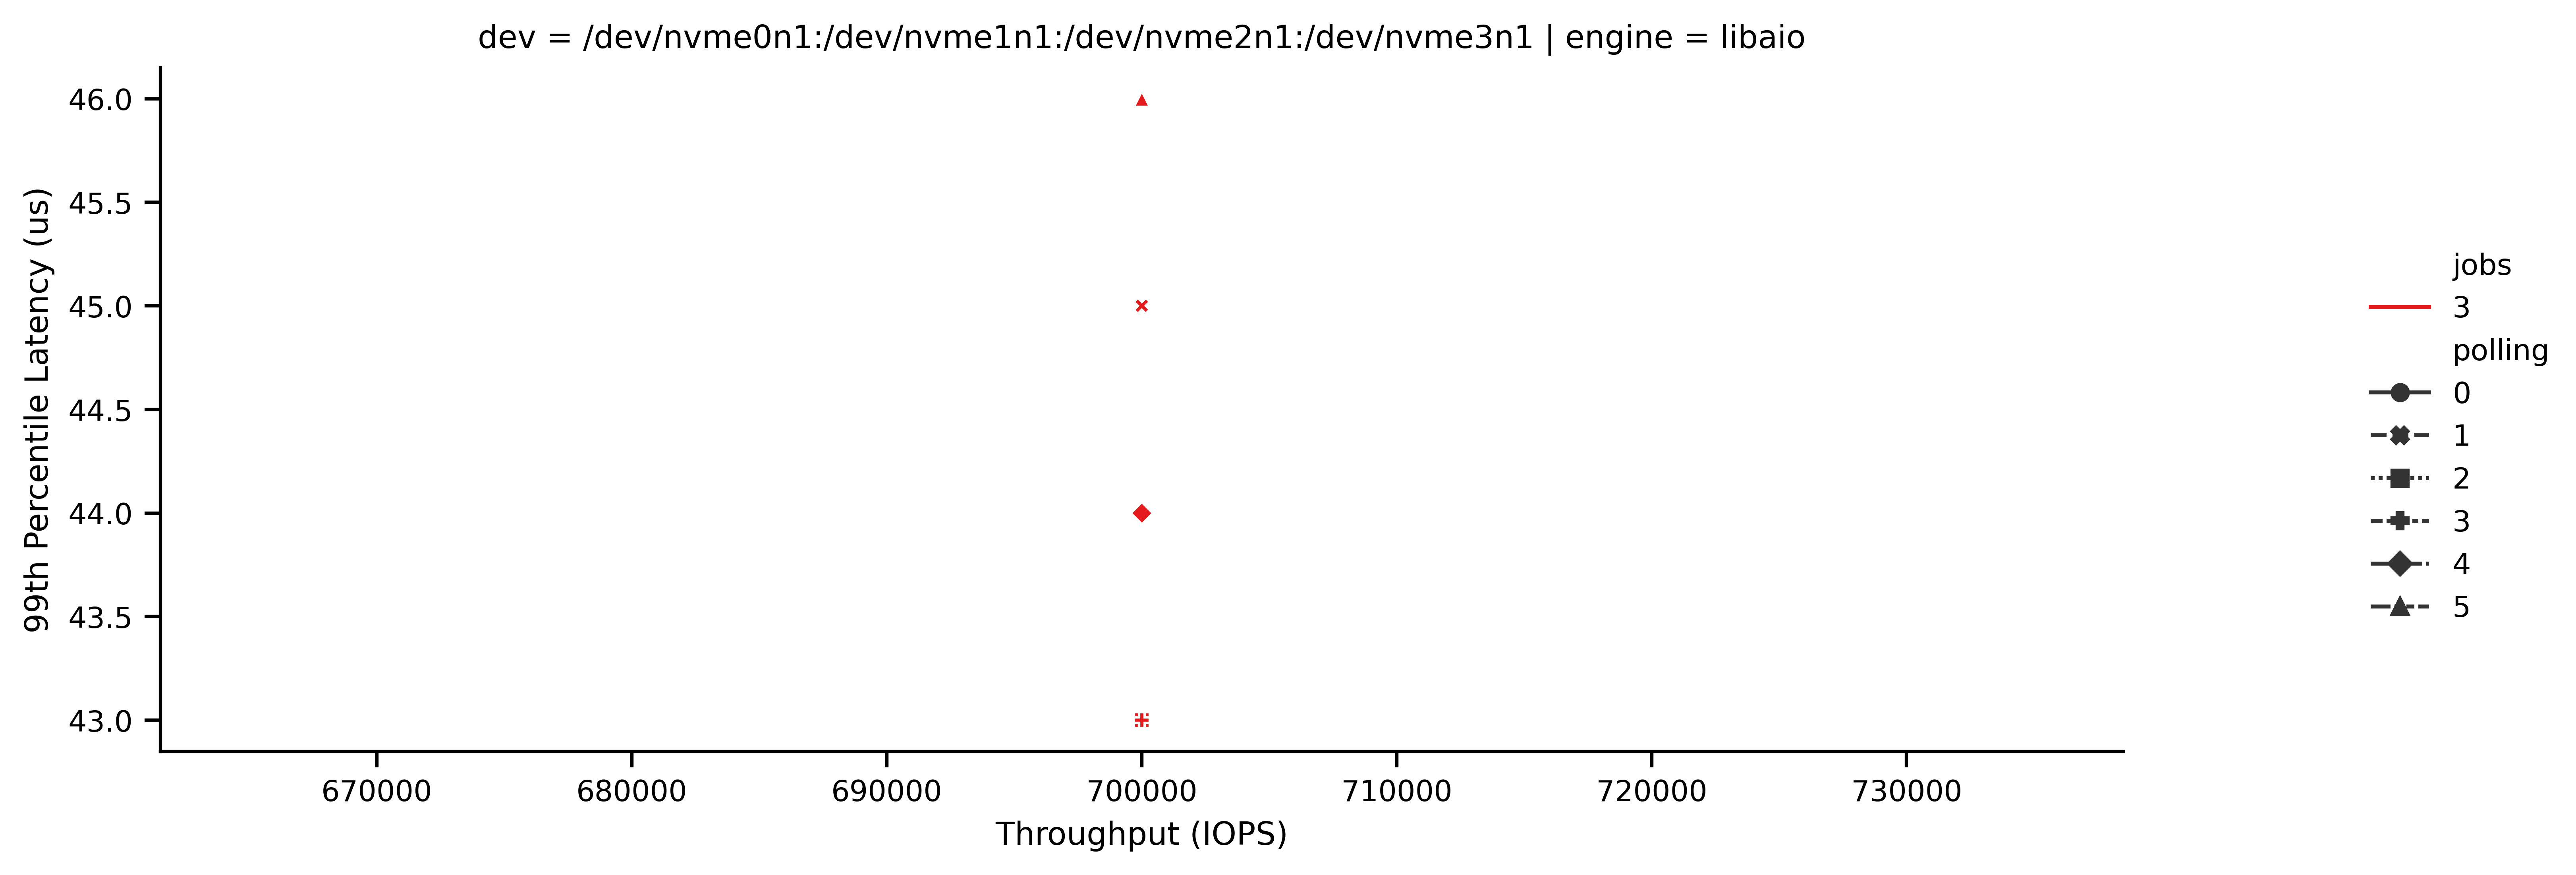 dev = /dev/nvme0n1:/dev/nvme1n1:/dev/nvme2n1:/dev/nvme3n1 | engine = libaio
99th Percentile Latency (us)
46.0
45.5
45.0
44.5
44.0
43.5
43.0
670000 680000 690000 700000 710000 720000 730000
Throughput (IOPS)
jobs
3
polling
0
1
2
3
4
5